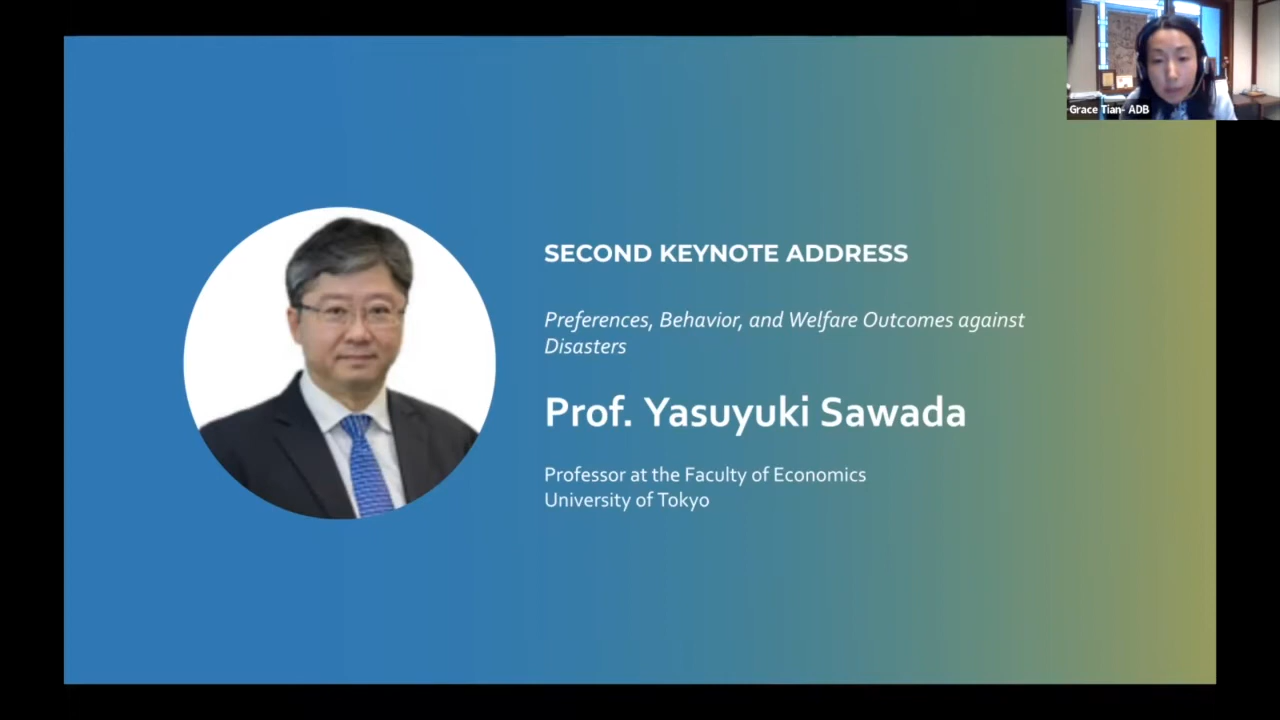 Grace Tian- ADB
SECOND KEYNOTE ADDRESS
Preferences, Behavior, and Welfare Outcomes against
Disasters
Prof. Yasuyuki Sawada
Professor at the Faculty of Economics
University of Tokyo